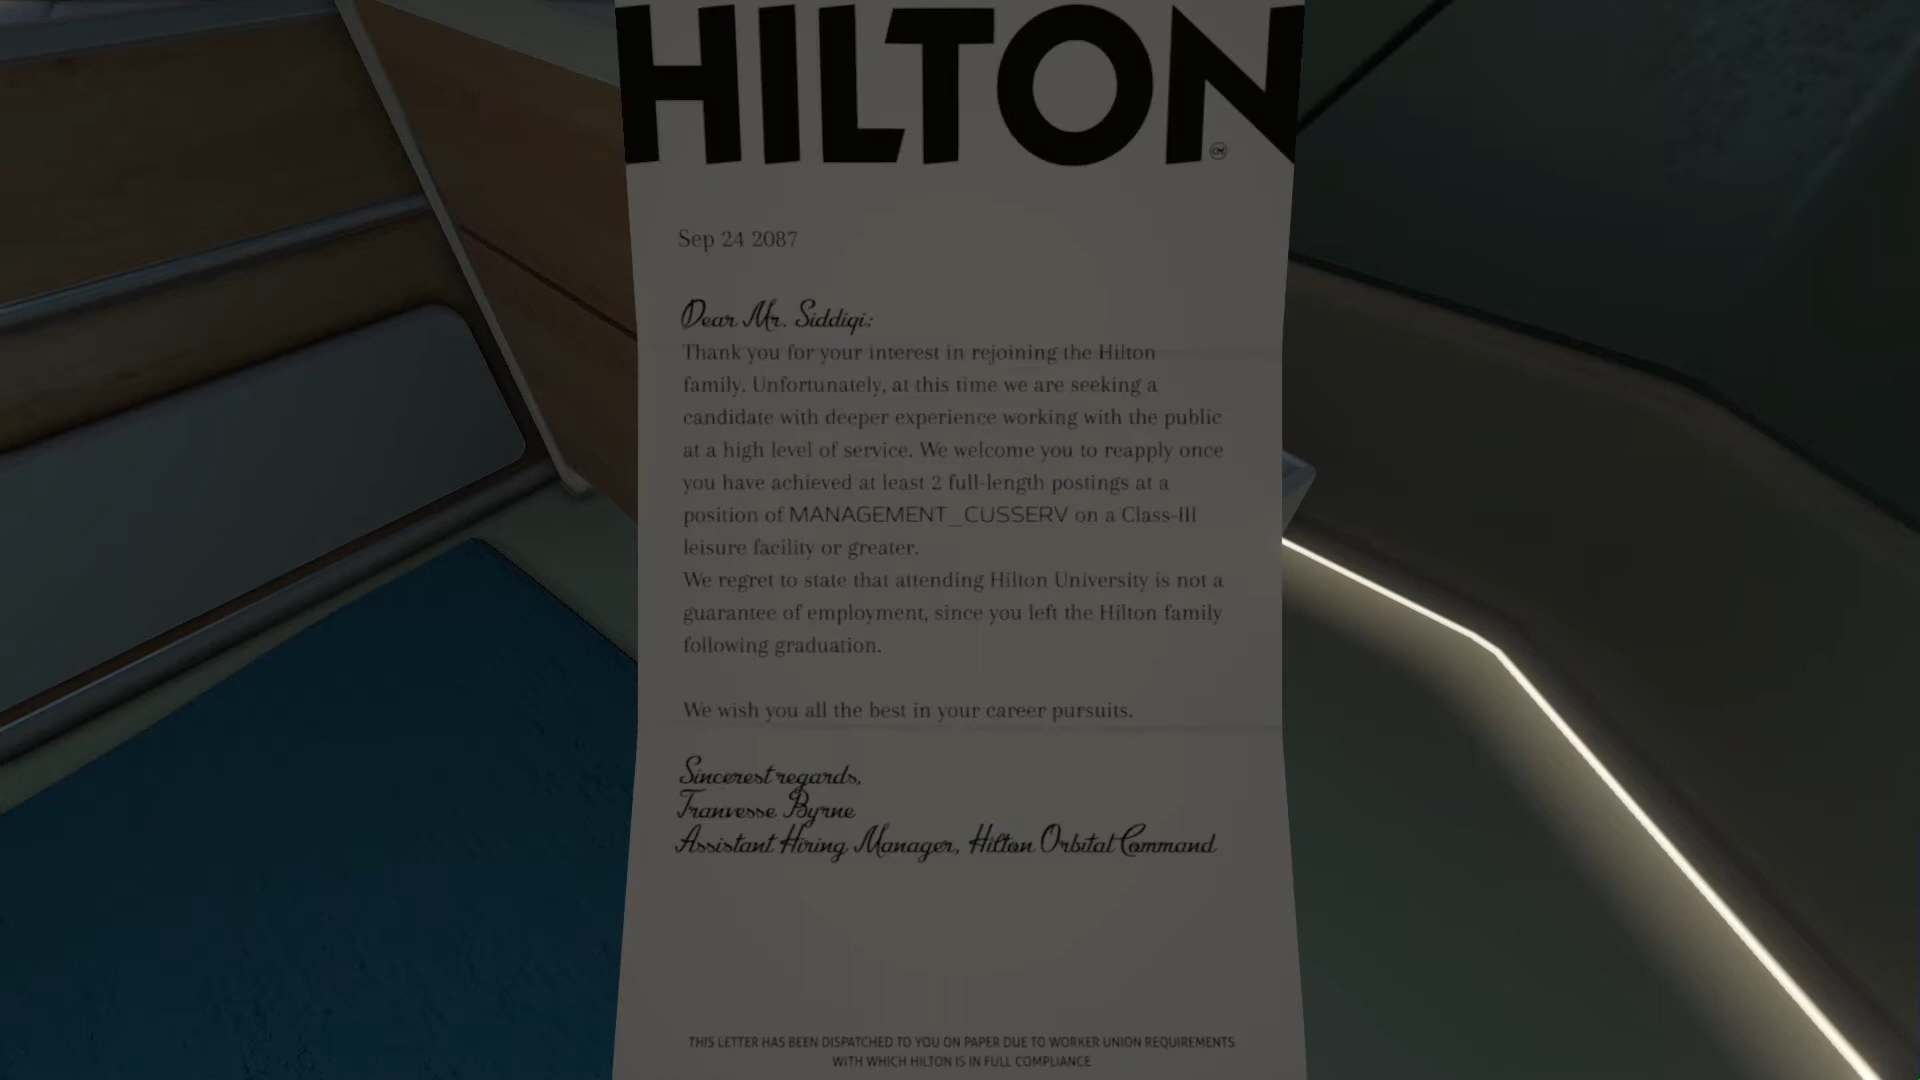 HILTON
Sep 24 2087
Dear Mr. Siddiqi:
Thank you for your interest in rejoining the Hilton
family. Unfortunately, at this time we are seeking a
candidate with deeper experience working with the public
at a high level of service. We welcome you to reapply once
you have achieved at least 2 full-length postings at a
position of MANAGEMENT_CUSSERV on a Class-III
leisure facility or greater.
We regret to state that attending Hilton University is not a
guarantee of employment, since you left the Hilton family
following graduation.
We wish you all the best in your career pursuits.
Sincerest regards,
Tranvesse Byrne
Assistant Hiring Manager, Hilton Orbital Command
THIS LETTER HAS BEEN DISPATCHED TO YOU ON PAPER DUE TO WORKER UNION REQUIREMENTS
WITH WHICH HILTON IS IN FULL COMPLIANCE